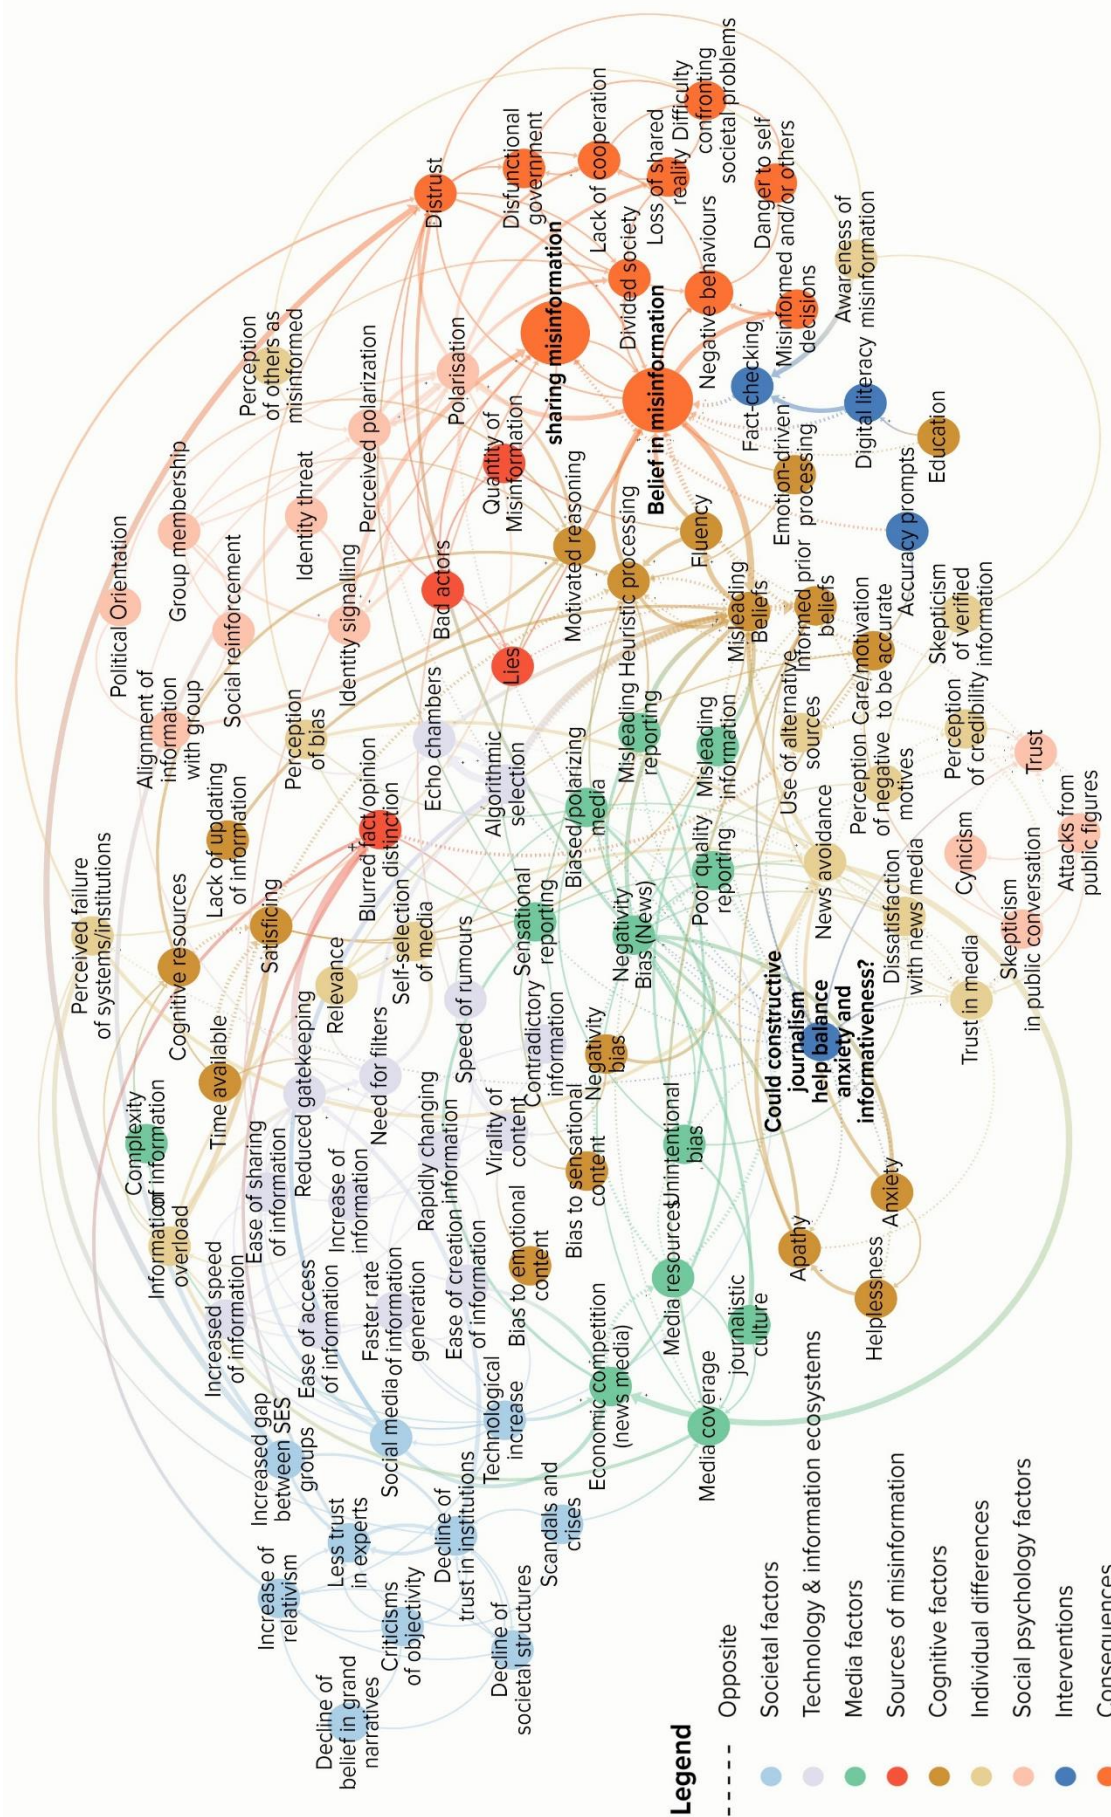 Decline of
belief in grand
narratives
Increase of
relativism
Criticisms
of objectivity
Decline of
societal structures
Less trust
in experts
Decline of
trust in institutions
Scandals and
crises
Increased gap
between SES
groups
Social media
Technological
increase
Economic competition
(news media)
Media coverage
Increased speed
of information
Ease of access
of information
Faster rate
of information
generation
Ease of creation
of information
Bias to emotional
content
Media resources
journalistic
culture
Apathy
Helplessness
Anxiety
Information
overload
Complexity
of information
Ease of sharing
of information
Increase of
information
Rapidly changing
information
Virality of
content
Bias to sensational
content
Unintentional
bias
Time available
Reduced gatekeeping
Need for filters
Speed of rumours
Contradictory
information
Negativity
bias
Could constructive
journalism
help balance
anxiety and
informativeness?
Perceived failure
of systems/institutions
Cognitive resources
Satisficing
Relevance
Self-selection
of media
Sensational
reporting
Negativity
Bias (News)
Poor quality
reporting
News avoidance
Dissatisfaction
with news media
Trust in media
Skepticism
in public conversation
Cynicism
Attacks from
public figures
Trust
Lack of updating
of information
Blurred fact/opinion
distinction
Perception
of bias
Echo chambers
Algorithmic
selection
Biased/polarizing
media
Misleading
reporting
Misleading
information
Use of alternative
sources
Perception
of negative
motives
Perception
of credibility
Alignment of
information
with group
Political Orientation
Group membership
Social reinforcement
Identity threat
Identity signalling
Lies
Bad actors
Motivated reasoning
Heuristic processing
Misleading
Beliefs
Informed prior
beliefs
Care/motivation
to be accurate
Skepticism
of verified
information
Fluency
Accuracy prompts
Emotion-driven
processing
Education
Digital literacy
Fact-checking
Awareness of
misinformation
Perception
of others as
misinformed
Perceived polarization
Polarisation
Quantity of
Misinformation
sharing misinformation
Belief in misinformation
Divided society
Negative behaviours
Misinformed
decisions
Danger to self
and/or others
Distrust
Disfunctional
government
Lack of cooperation
Loss of shared
reality
Difficulty
confronting
societal problems
Legend
Opposite
Societal factors
Technology & information ecosystems
Media factors
Sources of misinformation
Cognitive factors
Individual differences
Social psychology factors
Interventions
Consequences